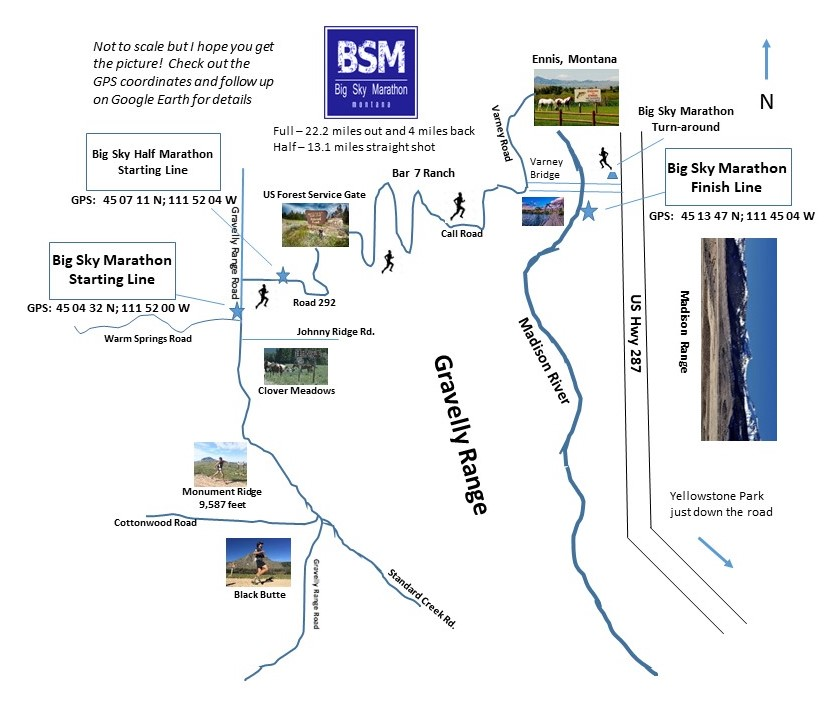 Not to scale but I hope you get
the picture! Check out the
GPS coordinates and follow up
on Google Earth for details
BSM
Big Sky Marathon
montana
Full – 22.2 miles out and 4 miles back
Half – 13.1 miles straight shot
Ennis, Montana
N
Big Sky Marathon
Turn-around
Varney Road
Big Sky Half Marathon
Starting Line
GPS: 45 07 11 N; 111 52 04 W
Bar 7 Ranch
Varney
Bridge
Big Sky Marathon
Finish Line
GPS: 45 13 47 N; 111 45 04 W
US Forest Service Gate
Call Road
Gravelly Range Road
Big Sky Marathon
Starting Line
GPS: 45 04 32 N; 111 52 00 W
Road 292
Warm Springs Road
Johnny Ridge Rd.
Clover Meadows
Madison River
US Hwy 287
Madison Range
Gravelly Range
Monument Ridge
9,587 feet
Cottonwood Road
Yellowstone Park
just down the road
Black Butte
Gravelly Range Road
Standard Creek Rd.